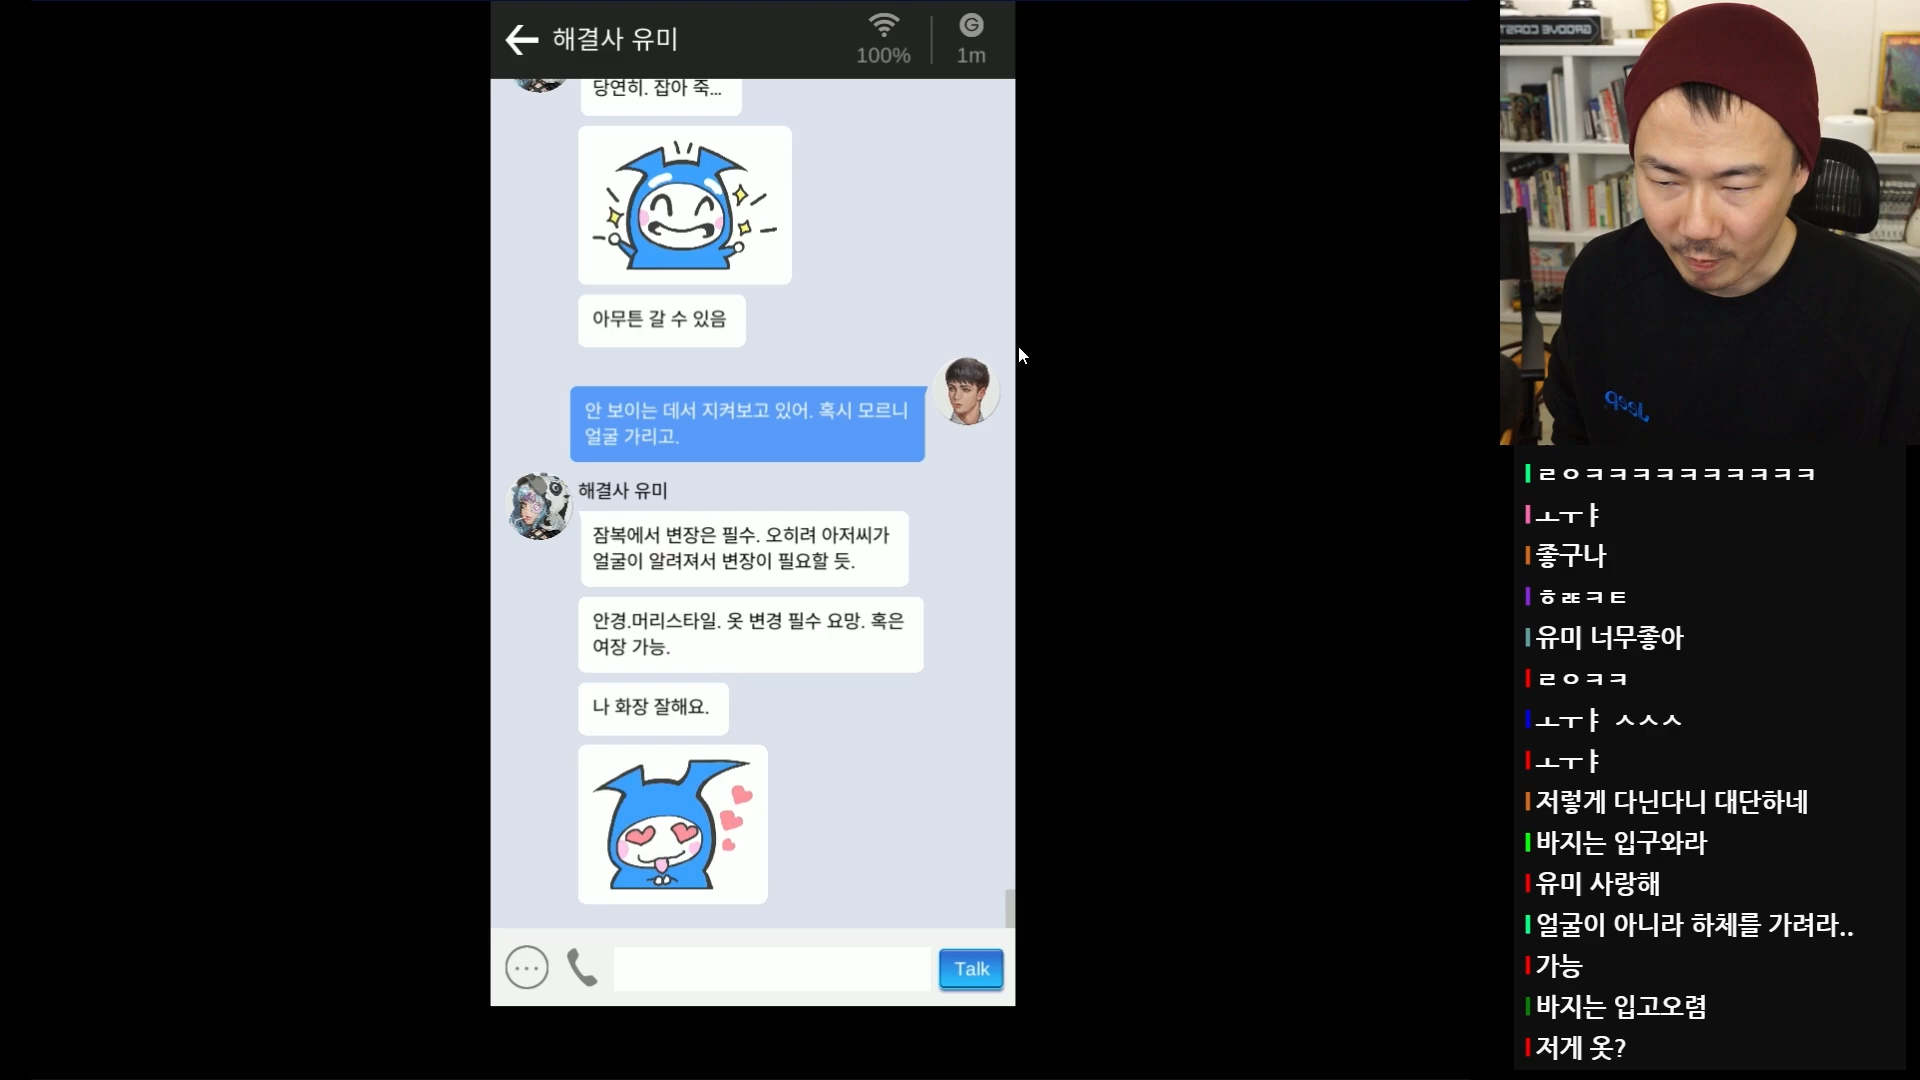 해결사 유미
100%
G
1m
당연히. 잡아 죽...
아무튼 갈 수 있음
안 보이는 데서 지켜보고 있어. 혹시 모르니
얼굴 가리고.
해결사 유미
잠복에서 변장은 필수. 오히려 아저씨가
얼굴이 알려져서 변장이 필요할 듯.
안경.머리스타일. 옷 변경 필수 요망. 혹은
여장 가능.
나 화장 잘해요.
Talk
GROOVE COAST
Jeep
ㄹㅇㅋㅋㅋㅋㅋㅋㅋㅋㅋㅋ
ㅗㅜㅑ
좋구나
ㅎㄹㅋㅌ
유미 너무좋아
ㄹㅇㅋㅋ
ㅗㅜㅑ ㅅㅅㅅ
ㅗㅜㅑ
저렇게 다닌다니 대단하네
바지는 입구와라
유미 사랑해
얼굴이 아니라 하체를 가려라..
가능
바지는 입고오렴
저게 옷?